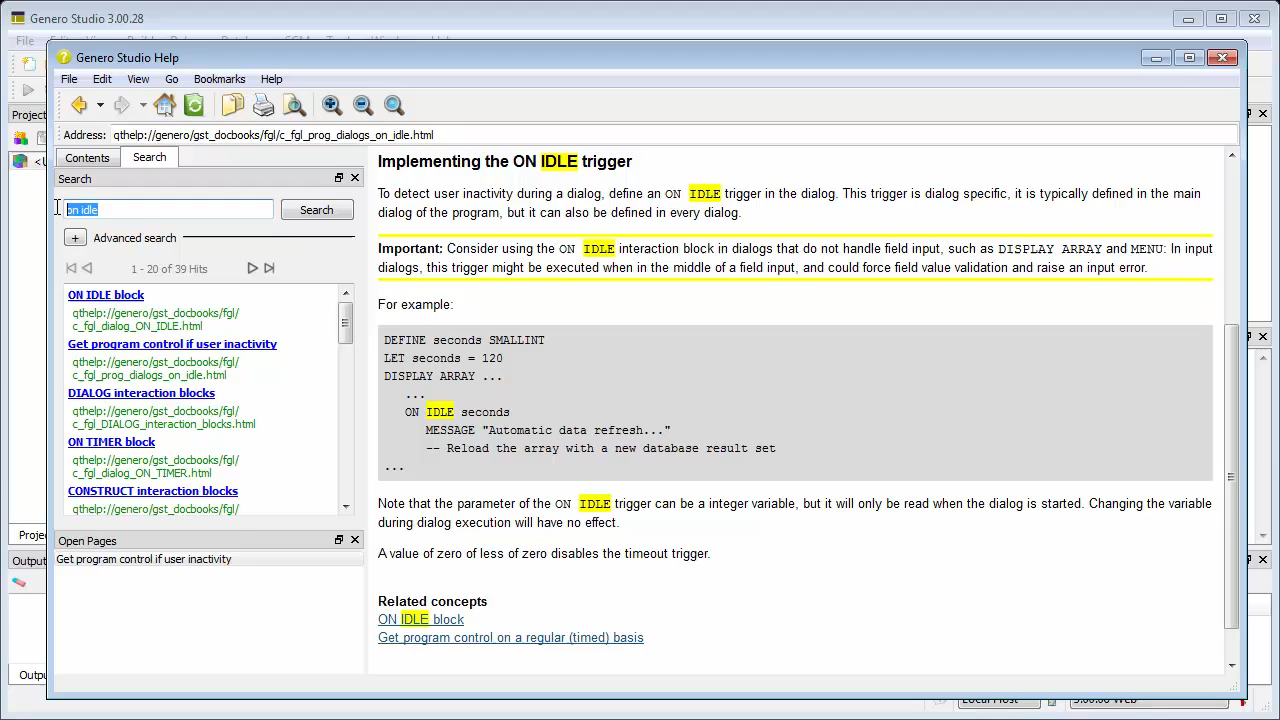 Genero Studio 3.00.28
File
Genero Studio Help
File Edit View Go Bookmarks Help
Address: qthelp://genero/gst_docbooks/fgl/c_fgl_prog_dialogs_on_idle.html
Project
Contents Search
Search
on idle Search
+ Advanced search
1 - 20 of 39 Hits
ON IDLE block
qthelp://genero/gst_docbooks/fgl/
c_fgl_dialog_ON_IDLE.html
Get program control if user inactivity
qthelp://genero/gst_docbooks/fgl/
c_fgl_prog_dialogs_on_idle.html
DIALOG interaction blocks
qthelp://genero/gst_docbooks/fgl/
c_fgl_DIALOG_interaction_blocks.html
ON TIMER block
qthelp://genero/gst_docbooks/fgl/
c_fgl_dialog_ON_TIMER.html
CONSTRUCT interaction blocks
qthelp://genero/gst_docbooks/fgl/
Open Pages
Get program control if user inactivity
Implementing the ON IDLE trigger
To detect user inactivity during a dialog, define an ON IDLE trigger in the dialog. This trigger is dialog specific, it is typically defined in the main
dialog of the program, but it can also be defined in every dialog.
Important: Consider using the ON IDLE interaction block in dialogs that do not handle field input, such as DISPLAY ARRAY and MENU: In input
dialogs, this trigger might be executed when in the middle of a field input, and could force field value validation and raise an input error.
For example:
DEFINE seconds SMALLINT
LET seconds = 120
DISPLAY ARRAY ...
...
ON IDLE seconds
MESSAGE "Automatic data refresh..."
-- Reload the array with a new database result set
...
Note that the parameter of the ON IDLE trigger can be a integer variable, but it will only be read when the dialog is started. Changing the variable
during dialog execution will have no effect.
A value of zero of less of zero disables the timeout trigger.
Related concepts
ON IDLE block
Get program control on a regular (timed) basis
Proje
Output
Outpu
Local Host
3.00.00 Web